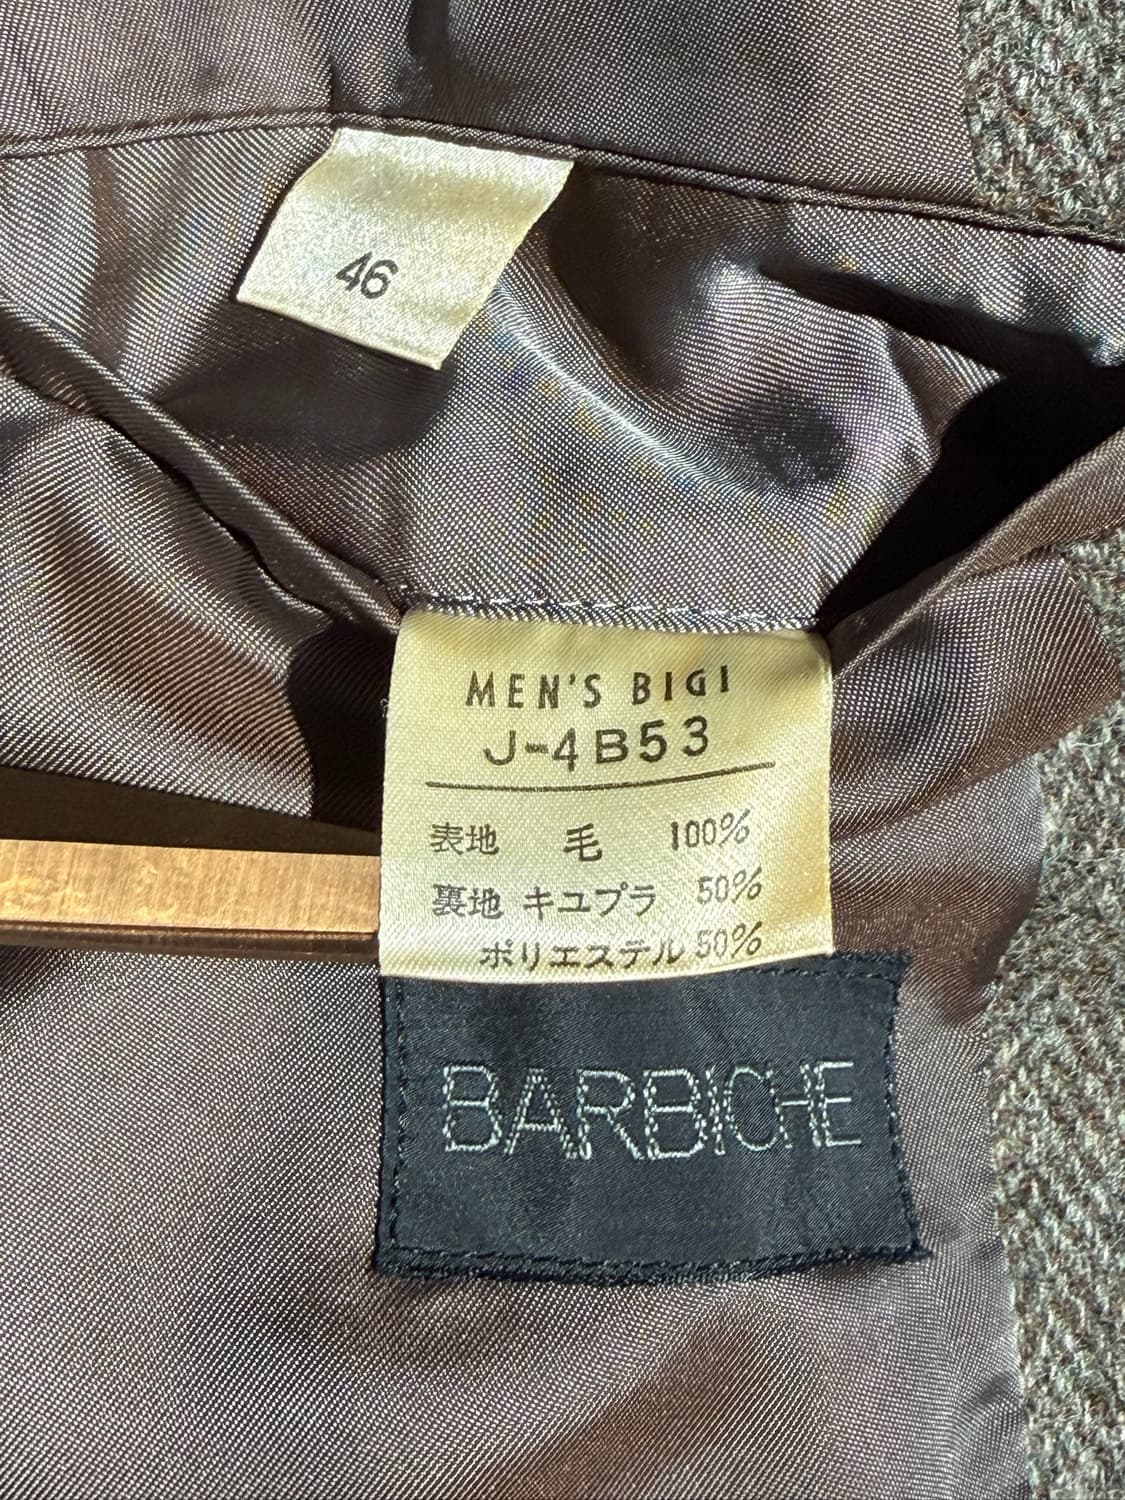 46
MEN'S BIGI
J-4B53
表地 毛 100%
裏地 キユプラ 50%
ポリエステル 50%
BARBICHE